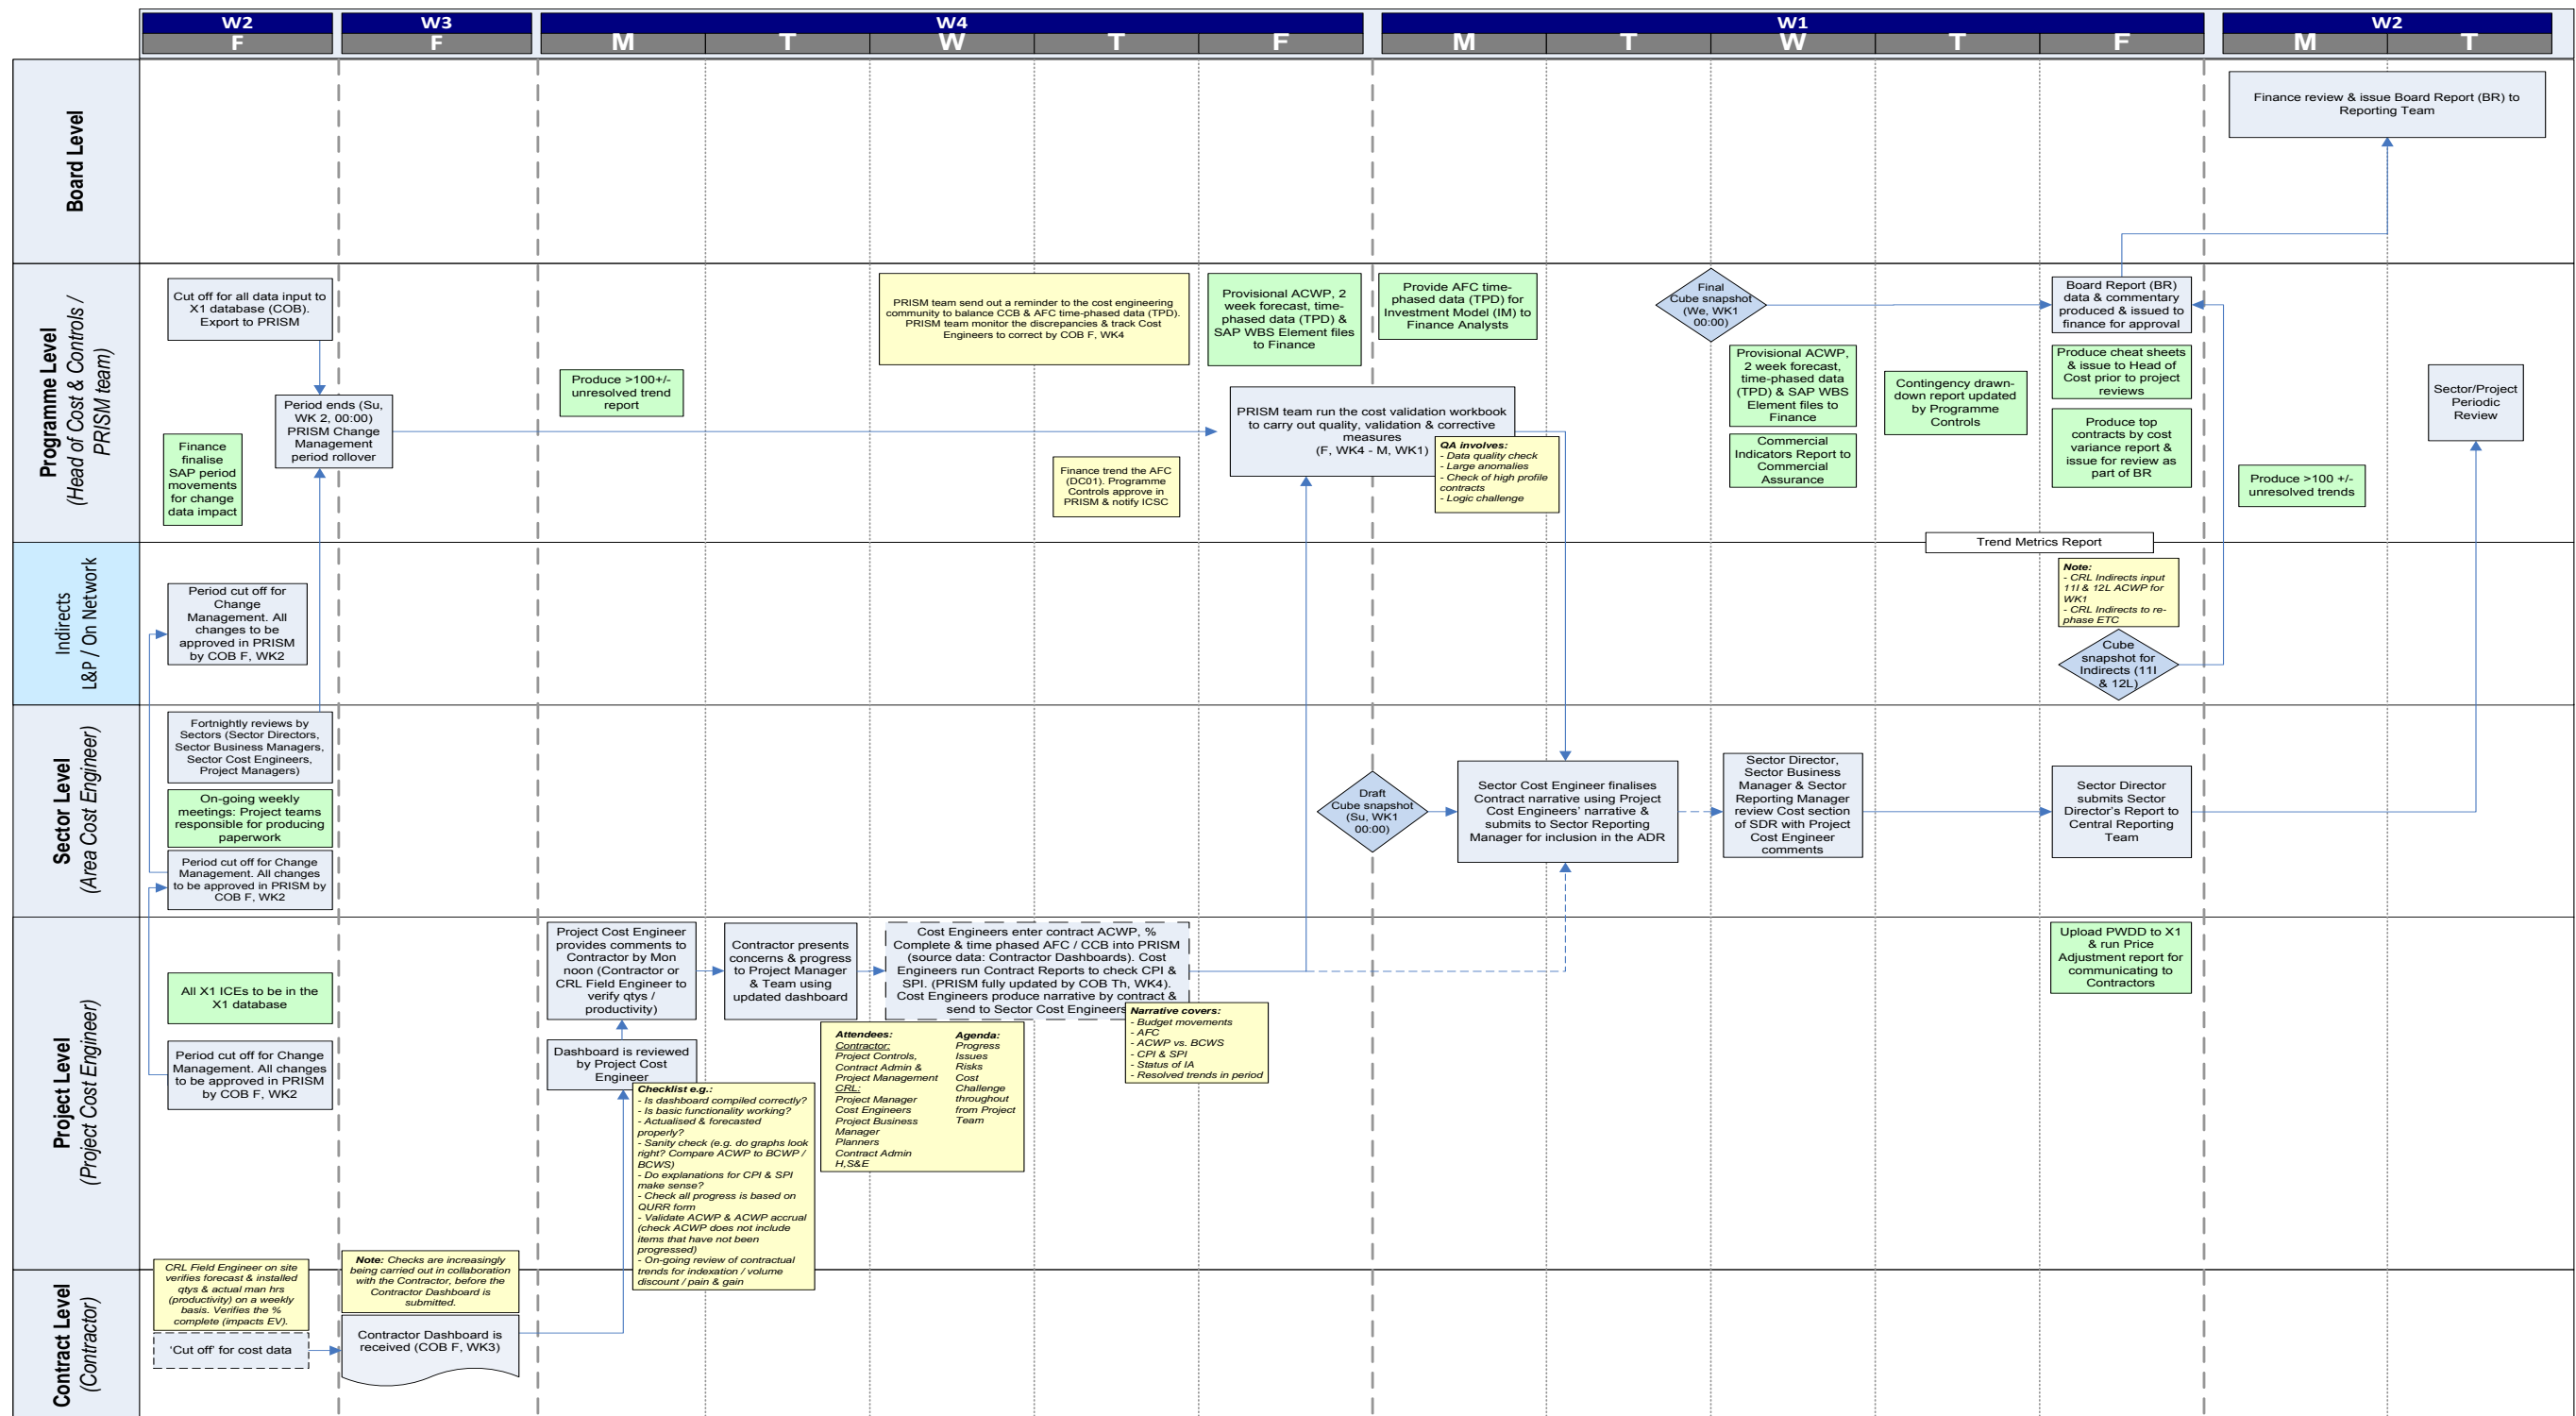 W2
W3
W4
W1
W2
F
F
M
T
W
T
F
M
T
W
T
F
M
T
Board Level
Finance review & issue Board Report (BR) to
Reporting Team
Programme Level
(Head of Cost & Controls /
PRISM team)
Cut off for all data input to
X1 database (COB).
Export to PRISM
Period ends (Su,
WK 2, 00:00)
PRISM Change
Management
period rollover
Finance
finalise
SAP period
movements
for change
data impact
Produce >100+/-
unresolved trend
report
PRISM team send out a reminder to the cost engineering
community to balance CCB & AFC time-phased data (TPD).
PRISM team monitor the discrepancies & track Cost
Engineers to correct by COB F, WK4
Finance trend the AFC
(DC01). Programme
Controls approve in
PRISM & notify ICSC
Provisional ACWP, 2
week forecast, time-
phased data (TPD) &
SAP WBS Element files
to Finance
PRISM team run the cost validation workbook
to carry out quality, validation & corrective
measures
(F, WK4 - M, WK1)
QA involves:
- Data quality check
- Large anomalies
- Check of high profile
contracts
- Logic challenge
Provide AFC time-
phased data (TPD) for
Investment Model (IM) to
Finance Analysts
Final
Cube snapshot
(We, WK1
00:00)
Provisional ACWP,
2 week forecast,
time-phased data
(TPD) & SAP WBS
Element files to
Finance
Commercial
Indicators Report to
Commercial
Assurance
Contingency drawn-
down report updated
by Programme
Controls
Board Report (BR)
data & commentary
produced & issued to
finance for approval
Produce cheat sheets
& issue to Head of
Cost prior to project
reviews
Produce top
contracts by cost
variance report &
issue for review as
part of BR
Produce >100 +/-
unresolved trends
Sector/Project
Periodic
Review
Trend Metrics Report
Indirects
L&P / On Network
Period cut off for
Change
Management. All
changes to be
approved in PRISM
by COB F, WK2
Note:
- CRL Indirects input
11I & 12L ACWP for
WK1
- CRL Indirects to re-
phase ETC
Cube
snapshot for
Indirects (11I
& 12L)
Sector Level
(Area Cost Engineer)
Fortnightly reviews by
Sectors (Sector Directors,
Sector Business Managers,
Sector Cost Engineers,
Project Managers)
On-going weekly
meetings: Project teams
responsible for producing
paperwork
Period cut off for Change
Management. All changes
to be approved in PRISM by
COB F, WK2
Draft
Cube snapshot
(Su, WK1
00:00)
Sector Cost Engineer finalises
Contract narrative using Project
Cost Engineers' narrative &
submits to Sector Reporting
Manager for inclusion in the ADR
Sector Director,
Sector Business
Manager & Sector
Reporting Manager
review Cost section
of SDR with Project
Cost Engineer
comments
Sector Director
submits Sector
Director's Report to
Central Reporting
Team
Project Level
(Project Cost Engineer)
All X1 ICEs to be in the
X1 database
Period cut off for Change
Management. All changes
to be approved in PRISM
by COB F, WK2
Project Cost Engineer
provides comments to
Contractor by Mon
noon (Contractor or
CRL Field Engineer to
verify qtys /
productivity)
Dashboard is reviewed
by Project Cost
Engineer
Checklist e.g.:
- Is dashboard compiled correctly?
- Is basic functionality working?
- Actualised & forecasted
properly?
- Sanity check (e.g. do graphs look
right? Compare ACWP to BCWP /
BCWS)
- Do explanations for CPI & SPI
make sense?
- Check all progress is based on
QURR form
- Validate ACWP & ACWP accrual
(check ACWP does not include
items that have not been
progressed)
- On-going review of contractual
trends for indexation / volume
discount / pain & gain
Contractor presents
concerns & progress
to Project Manager
& Team using
updated dashboard
Cost Engineers enter contract ACWP, %
Complete & time phased AFC / CCB into PRISM
(source data: Contractor Dashboards). Cost
Engineers run Contract Reports to check CPI &
SPI. (PRISM fully updated by COB Th, WK4).
Cost Engineers produce narrative by contract &
send to Sector Cost Engineers
Attendees:
Contractor:
Project Controls,
Contract Admin &
Project Management
CRL:
Project Manager
Cost Engineers
Project Business
Manager
Planners
Contract Admin
H,S&E
Agenda:
Progress
Issues
Risks
Cost
Challenge
throughout
from Project
Team
Narrative covers:
- Budget movements
- AFC
- ACWP vs. BCWS
- CPI & SPI
- Status of IA
- Resolved trends in period
Upload PWDD to X1
& run Price
Adjustment report for
communicating to
Contractors
Contract Level
(Contractor)
CRL Field Engineer on site
verifies forecast & installed
qtys & actual man hrs
(productivity) on a weekly
basis. Verifies the %
complete (impacts EV).
'Cut off' for cost data
Note: Checks are increasingly
being carried out in collaboration
with the Contractor, before the
Contractor Dashboard is
submitted.
Contractor Dashboard is
received (COB F, WK3)